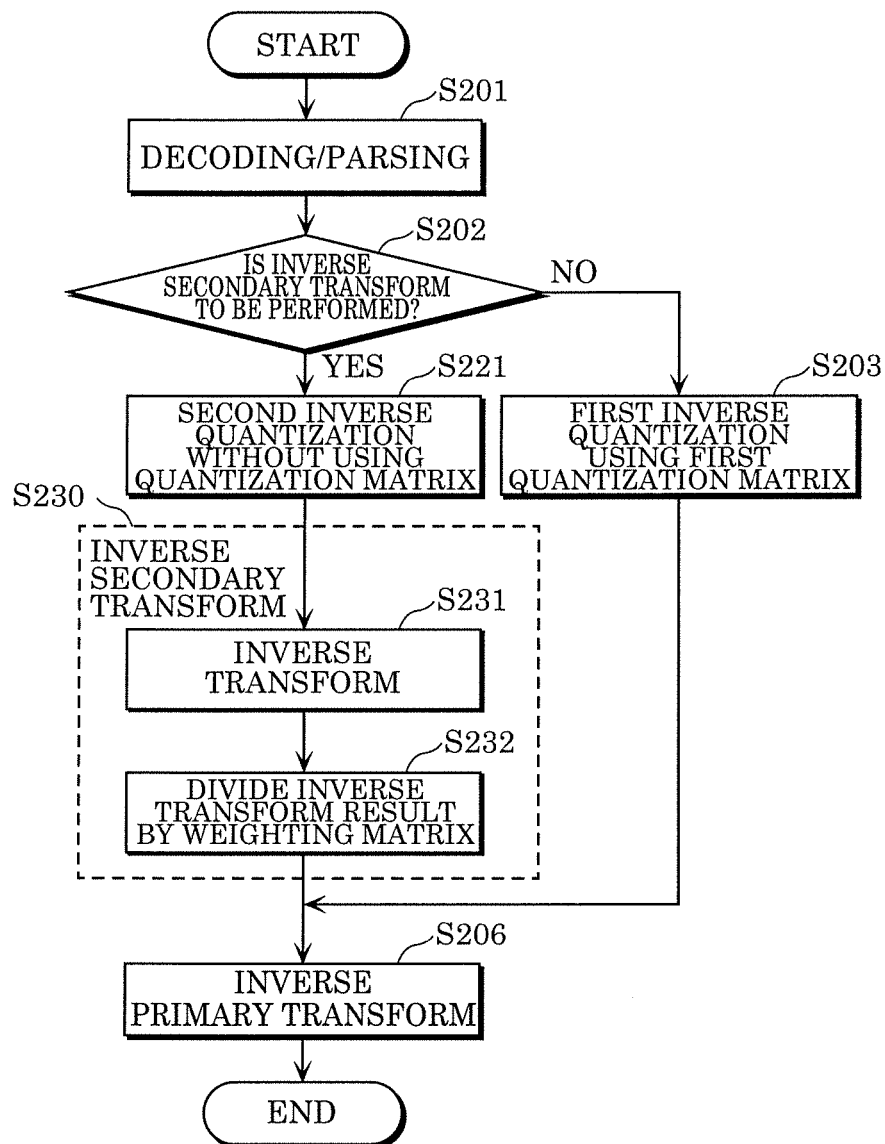 START
S201
DECODING/PARSING
S202
IS INVERSE
SECONDARY TRANSFORM
TO BE PERFORMED?
NO
YES
S221
S203
SECOND INVERSE
QUANTIZATION
WITHOUT USING
QUANTIZATION MATRIX
FIRST INVERSE
QUANTIZATION
USING FIRST
QUANTIZATION MATRIX
S230
INVERSE
SECONDARY
TRANSFORM
S231
INVERSE
TRANSFORM
S232
DIVIDE INVERSE
TRANSFORM RESULT
BY WEIGHTING MATRIX
S206
INVERSE
PRIMARY TRANSFORM
END